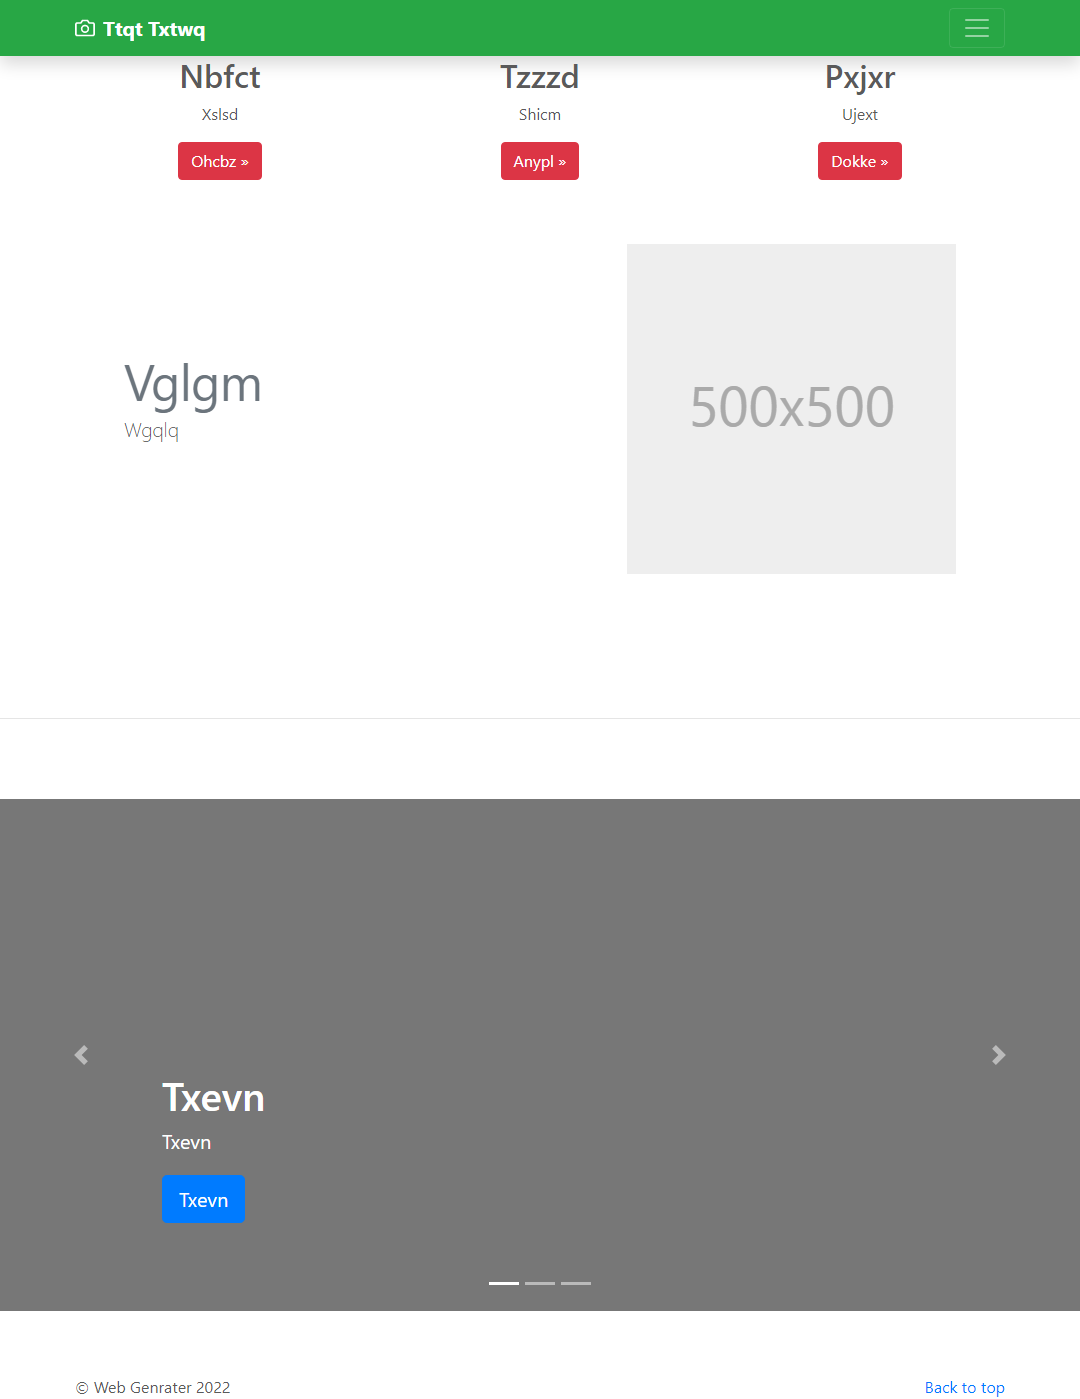 Ttqt Txtwq
Nbfct
Xslsd
Ohcbz »
Tzzzd
Shicm
Anypl »
Pxjxr
Ujext
Dokke »
Vglgm
Wgqlq
500x500
Txevn
Txevn
Txevn
© Web Genrater 2022
Back to top